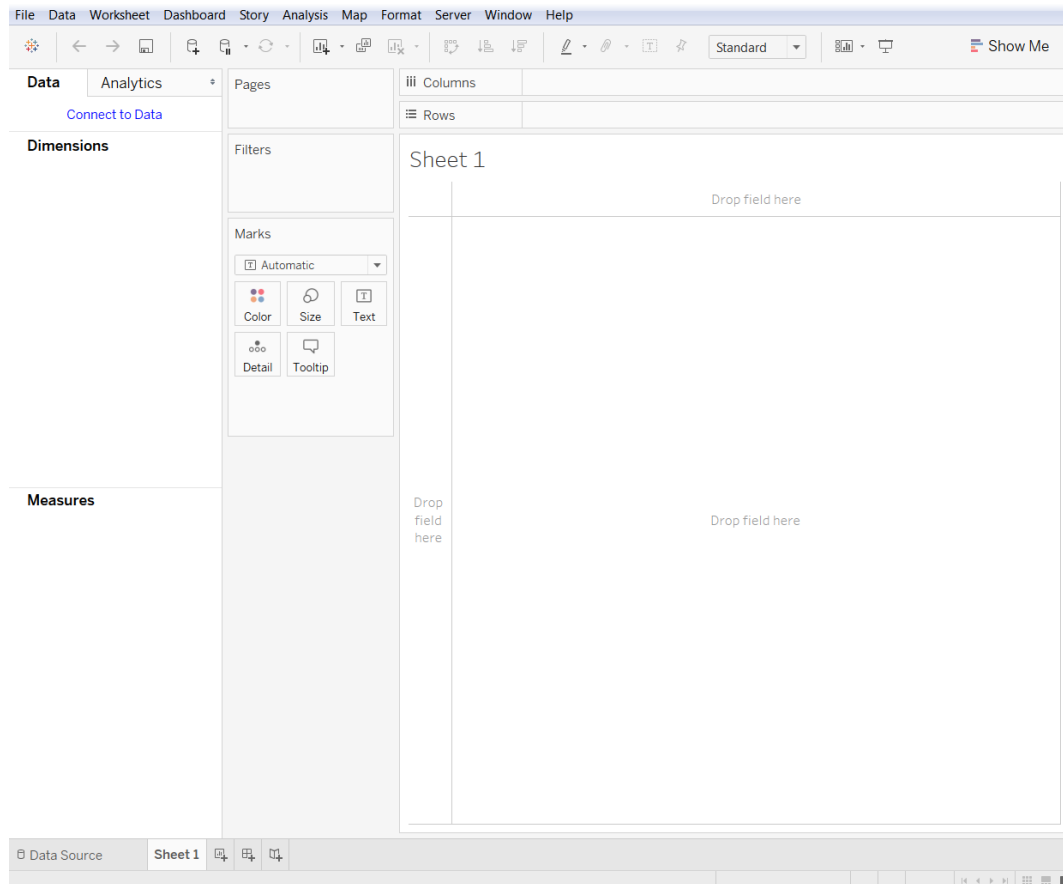 File Data Worksheet Dashboard Story Analysis Map Format Server Window Help
Standard
Show Me
Data Analytics
Connect to Data
Dimensions
Measures
Pages
Filters
Marks
Automatic
Color Size Text
Detail Tooltip
Columns
Rows
Sheet 1
Drop field here
Drop
field
here
Drop field here
Data Source Sheet 1